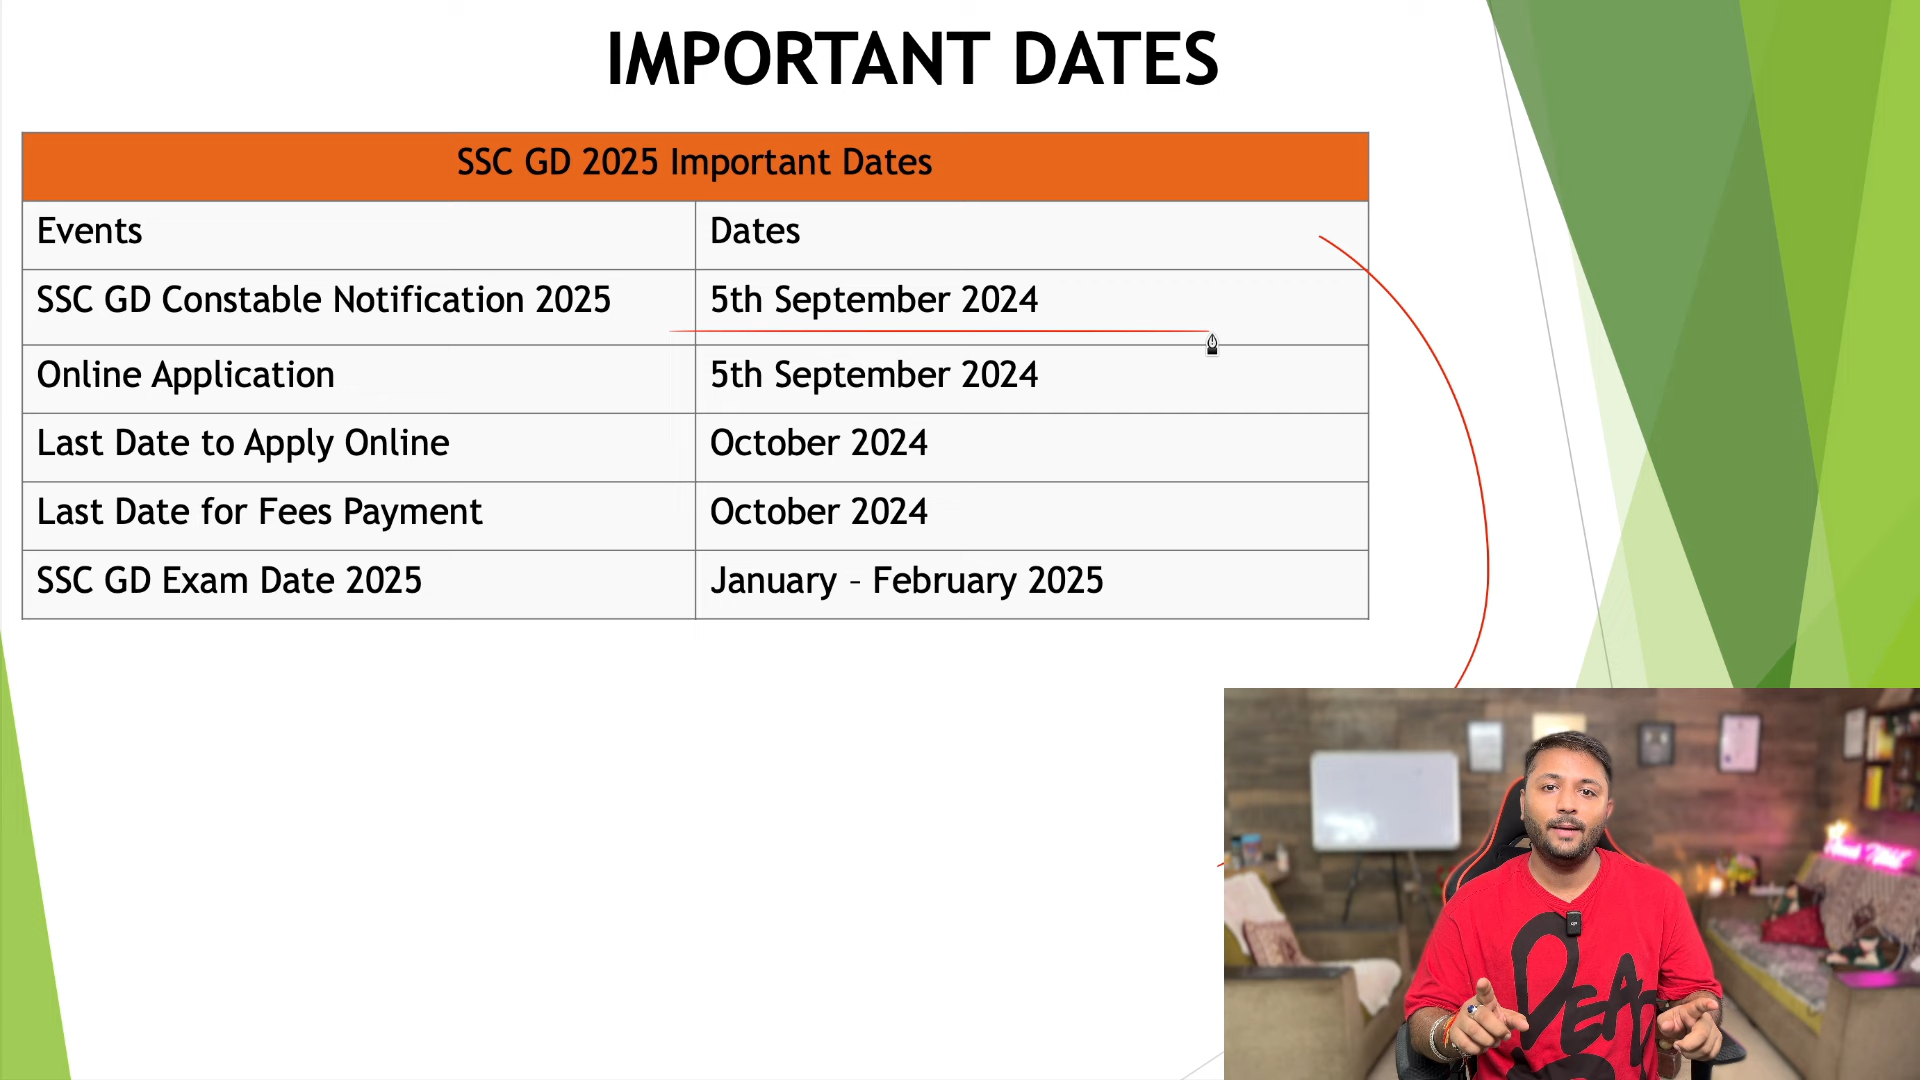 IMPORTANT DATES
SSC GD 2025 Important Dates
Events Dates
SSC GD Constable Notification 2025 5th September 2024
Online Application 5th September 2024
Last Date to Apply Online October 2024
Last Date for Fees Payment October 2024
SSC GD Exam Date 2025 January – February 2025
DEAD